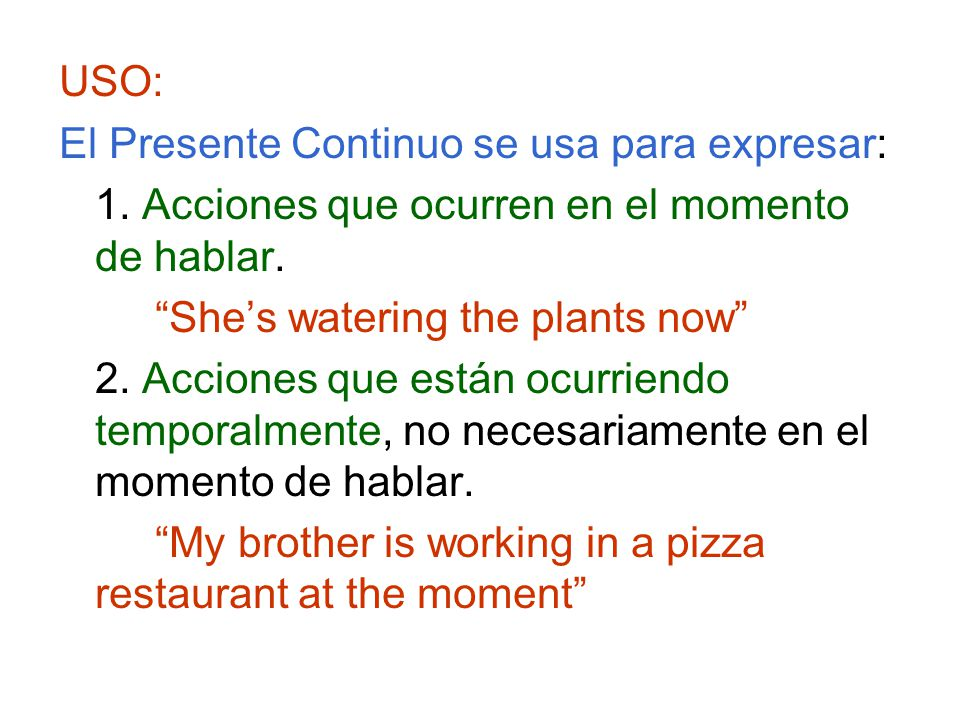 USO:
El Presente Continuo se usa para expresar:
1. Acciones que ocurren en el momento
de hablar.
“She’s watering the plants now”
2. Acciones que están ocurriendo
temporalmente, no necesariamente en el
momento de hablar.
“My brother is working in a pizza
restaurant at the moment”